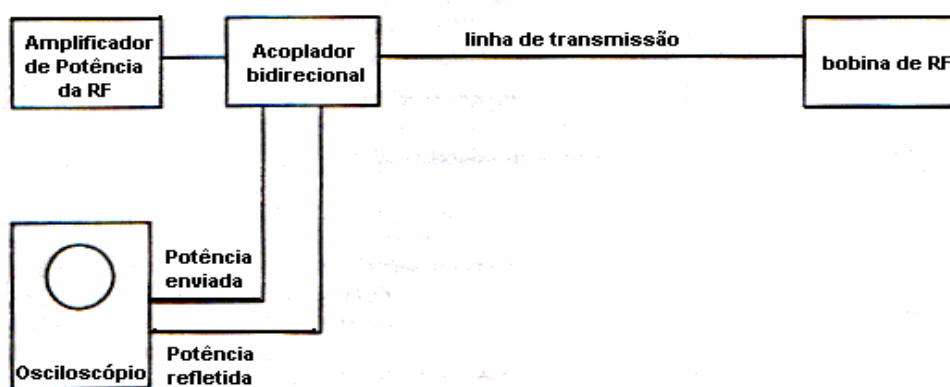 Amplificador
de Potência
da RF
Acoplador
bidirecional
linha de transmissão
bobina de RF
Potência
enviada
Osciloscópio
Potência
refletida